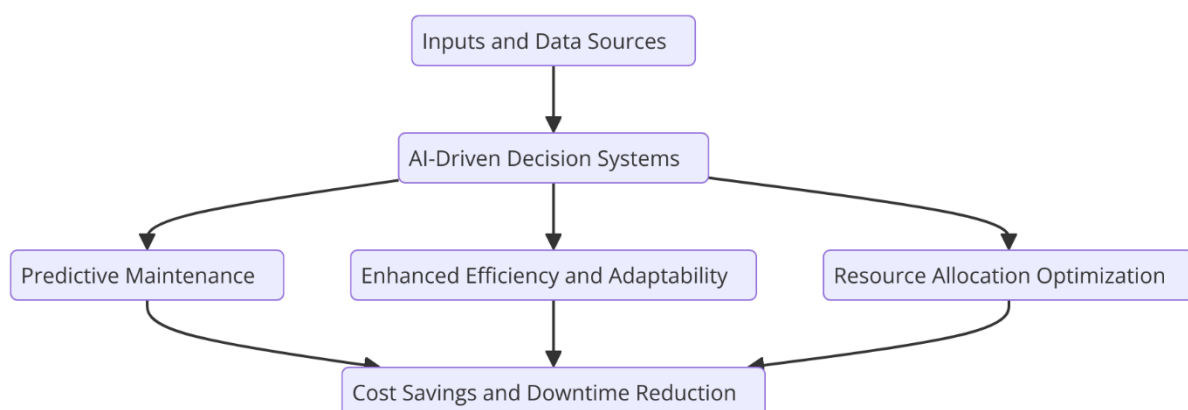 Inputs and Data Sources
AI-Driven Decision Systems
Predictive Maintenance
Enhanced Efficiency and Adaptability
Resource Allocation Optimization
Cost Savings and Downtime Reduction